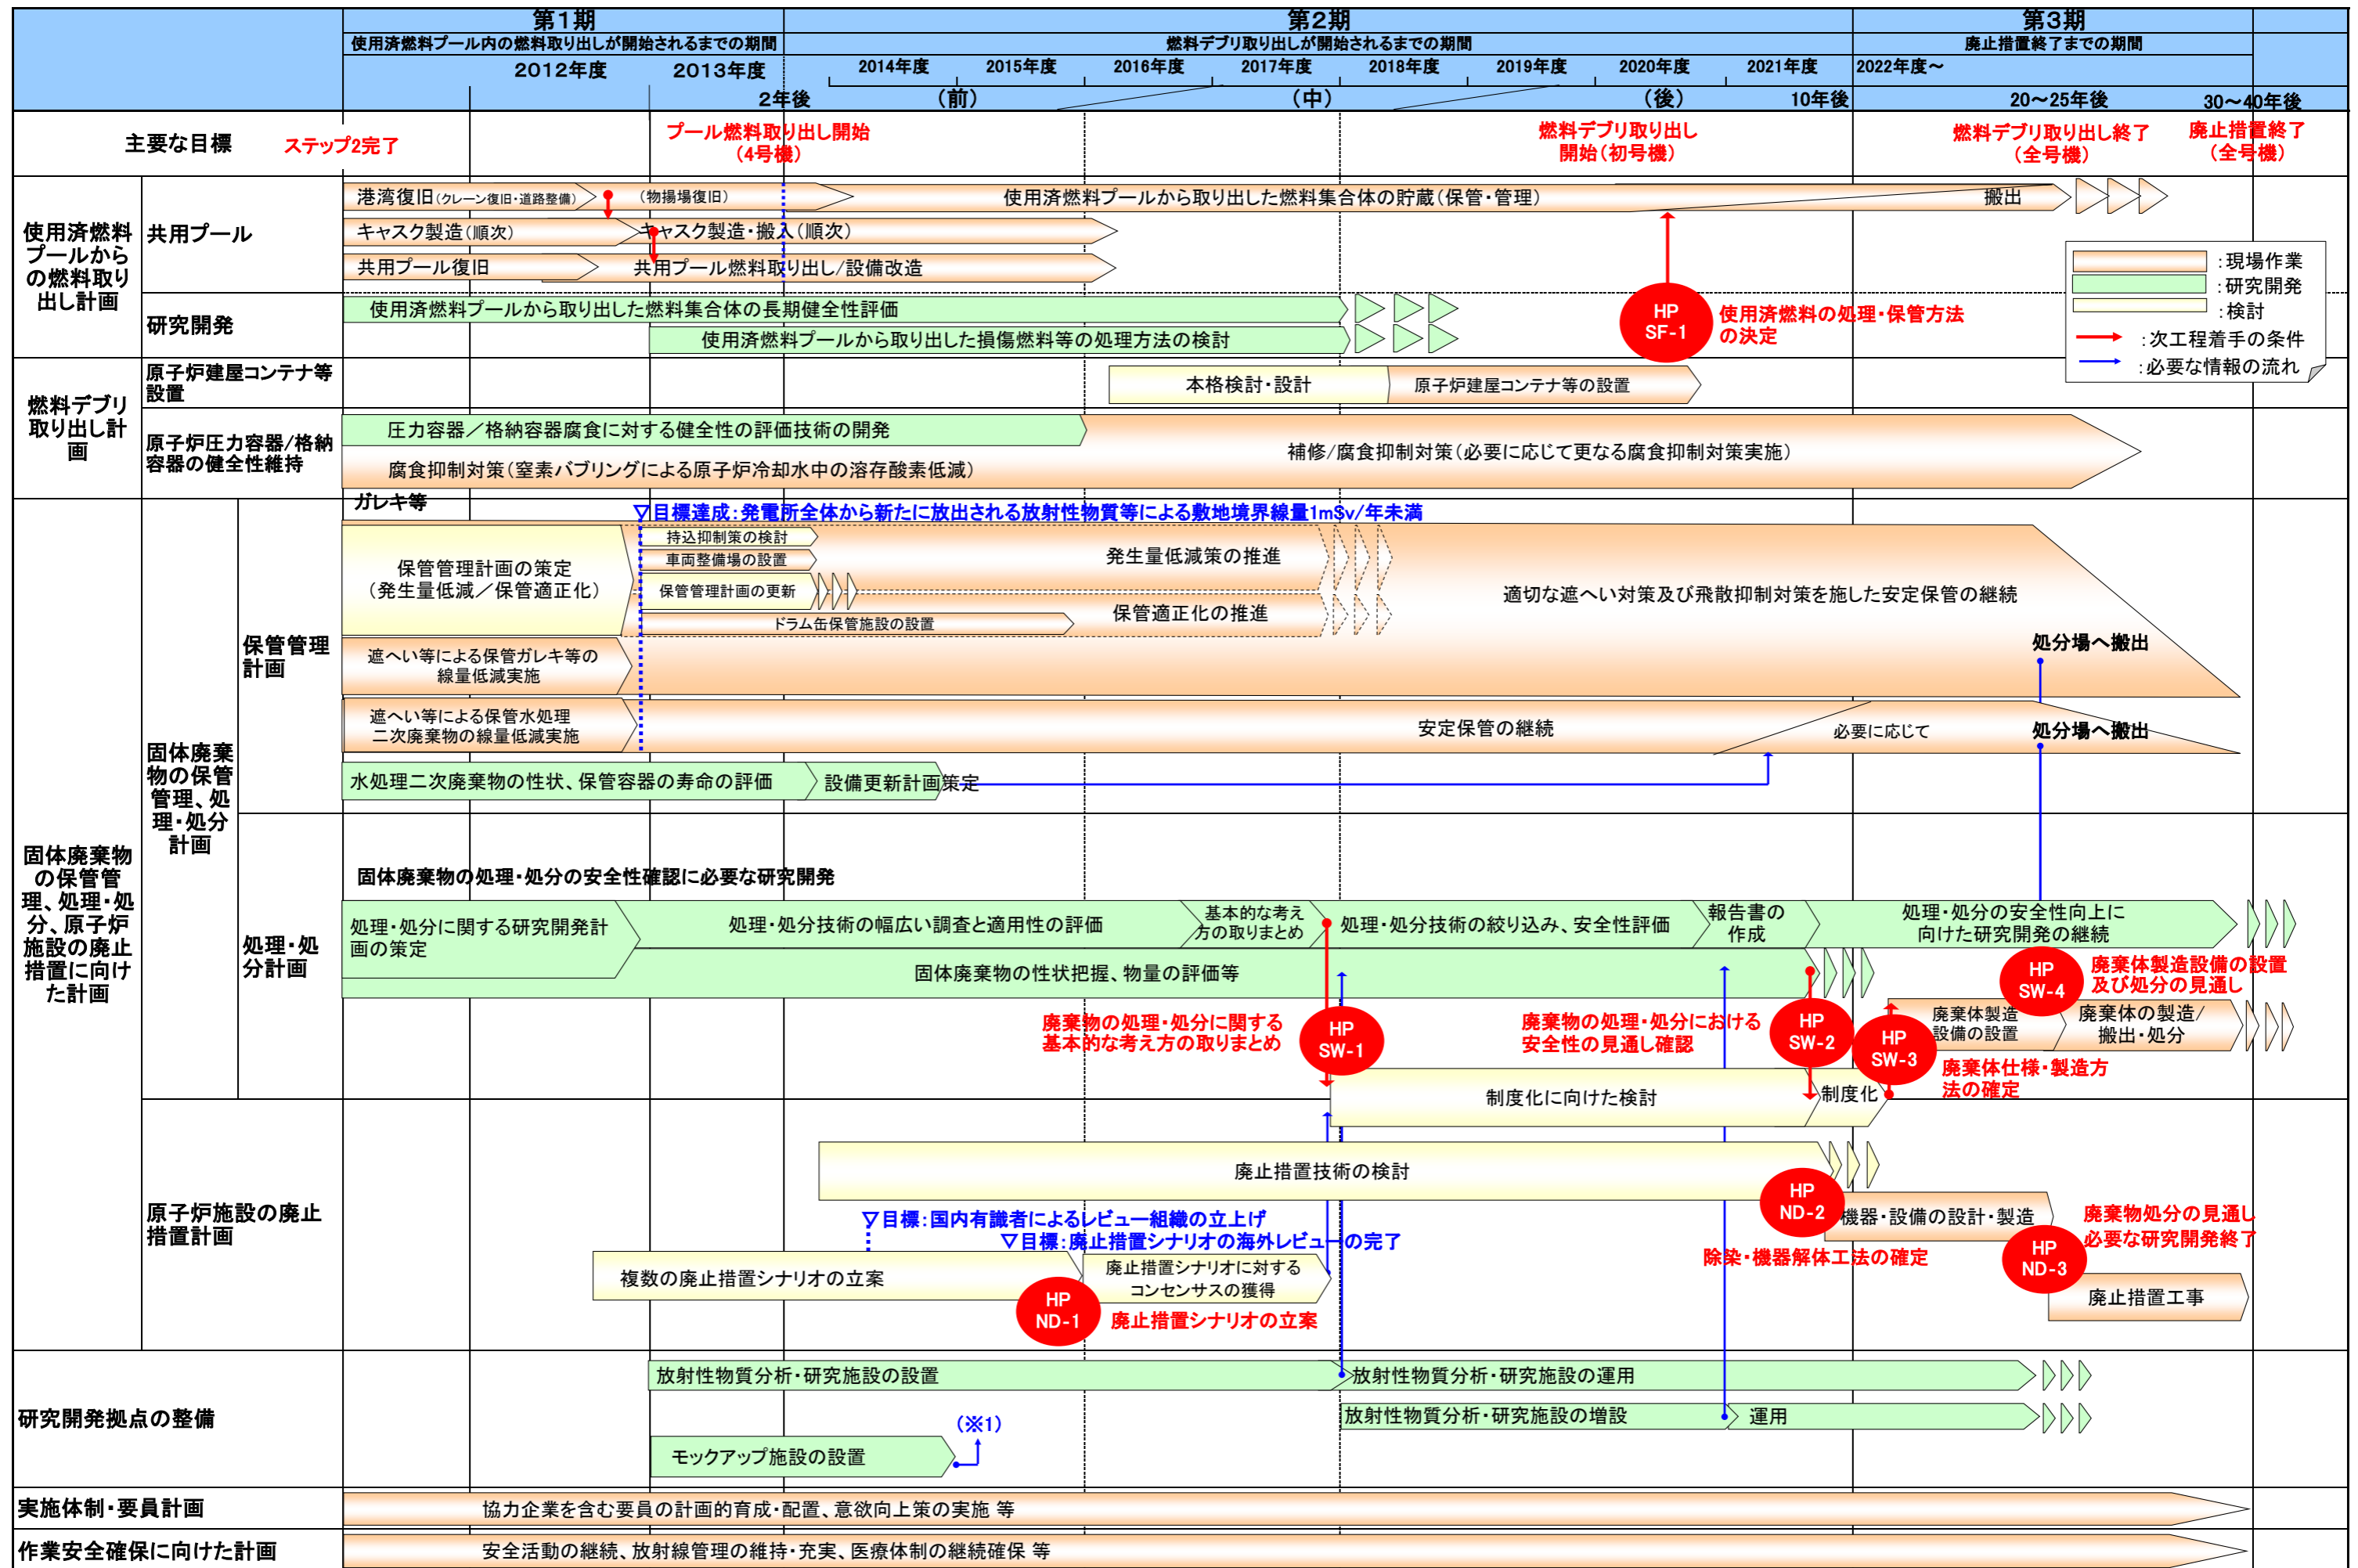 第1期
第2期
第3期
使用済燃料プール内の燃料取り出しが開始されるまでの期間
燃料デブリ取り出しが開始されるまでの期間
廃止措置終了までの期間
2012年度
2013年度
2014年度
2015年度
2016年度
2017年度
2018年度
2019年度
2020年度
2021年度
2022年度～
2年後
(前)
(中)
(後)
10年後
20～25年後
30～40年後
主要な目標
ステップ2完了
プール燃料取り出し開始
(4号機)
燃料デブリ取り出し
開始(初号機)
燃料デブリ取り出し終了
(全号機)
廃止措置終了
(全号機)
使用済燃料
プールから
の燃料取り
出し計画
共用プール
港湾復旧(クレーン復旧・道路整備)
(物揚場復旧)
使用済燃料プールから取り出した燃料集合体の貯蔵(保管・管理)
搬出
キャスク製造(順次)
キャスク製造・搬入(順次)
共用プール復旧
共用プール燃料取り出し/設備改造
：現場作業
：研究開発
：検討
：次工程着手の条件
：必要な情報の流れ
研究開発
使用済燃料プールから取り出した燃料集合体の長期健全性評価
使用済燃料プールから取り出した損傷燃料等の処理方法の検討
HP
SF-1
使用済燃料の処理・保管方法
の決定
燃料デブリ
取り出し計
画
原子炉建屋コンテナ等
設置
本格検討・設計
原子炉建屋コンテナ等の設置
原子炉圧力容器/格納
容器の健全性維持
圧力容器／格納容器腐食に対する健全性の評価技術の開発
腐食抑制対策(窒素バブリングによる原子炉冷却水中の溶存酸素低減)
補修/腐食抑制対策(必要に応じて更なる腐食抑制対策実施)
固体廃棄物
の保管管
理、処理・処
分、原子炉
施設の廃止
措置に向け
た計画
固体廃棄
物の保管
管理、処
理・処分
計画
保管管理
計画
ガレキ等
▽目標達成：発電所全体から新たに放出される放射性物質等による敷地境界線量1mSv/年未満
保管管理計画の策定
(発生量低減／保管適正化)
持込抑制策の検討
車両整備場の設置
保管管理計画の更新
ドラム缶保管施設の設置
発生量低減策の推進
保管適正化の推進
適切な遮へい対策及び飛散抑制対策を施した安定保管の継続
処分場へ搬出
遮へい等による保管ガレキ等の
線量低減実施
遮へい等による保管水処理
二次廃棄物の線量低減実施
安定保管の継続
必要に応じて
処分場へ搬出
水処理二次廃棄物の性状、保管容器の寿命の評価
設備更新計画策定
処理・処
分計画
固体廃棄物の処理・処分の安全性確認に必要な研究開発
処理・処分に関する研究開発計
画の策定
処理・処分技術の幅広い調査と適用性の評価
基本的な考え
方の取りまとめ
処理・処分技術の絞り込み、安全性評価
報告書の
作成
処理・処分の安全性向上に
向けた研究開発の継続
固体廃棄物の性状把握、物量の評価等
HP
SW-4
廃棄体製造設備の設置
及び処分の見通し
廃棄物の処理・処分に関する
基本的な考え方の取りまとめ
HP
SW-1
廃棄物の処理・処分における
安全性の見通し確認
HP
SW-2
HP
SW-3
廃棄体製造
設備の設置
廃棄体の製造/
搬出・処分
廃棄体仕様・製造方
法の確定
制度化に向けた検討
制度化
原子炉施設の廃止
措置計画
廃止措置技術の検討
HP
ND-2
機器・設備の設計・製造
除染・機器解体工法の確定
▽目標：国内有識者によるレビュー組織の立上げ
▽目標：廃止措置シナリオの海外レビューの完了
複数の廃止措置シナリオの立案
廃止措置シナリオに対する
コンセンサスの獲得
HP
ND-1
廃止措置シナリオの立案
HP
ND-3
廃棄物処分の見通し
必要な研究開発終了
廃止措置工事
研究開発拠点の整備
放射性物質分析・研究施設の設置
放射性物質分析・研究施設の運用
放射性物質分析・研究施設の増設
運用
モックアップ施設の設置
(※1)
実施体制・要員計画
協力企業を含む要員の計画的育成・配置、意欲向上策の実施 等
作業安全確保に向けた計画
安全活動の継続、放射線管理の維持・充実、医療体制の継続確保 等